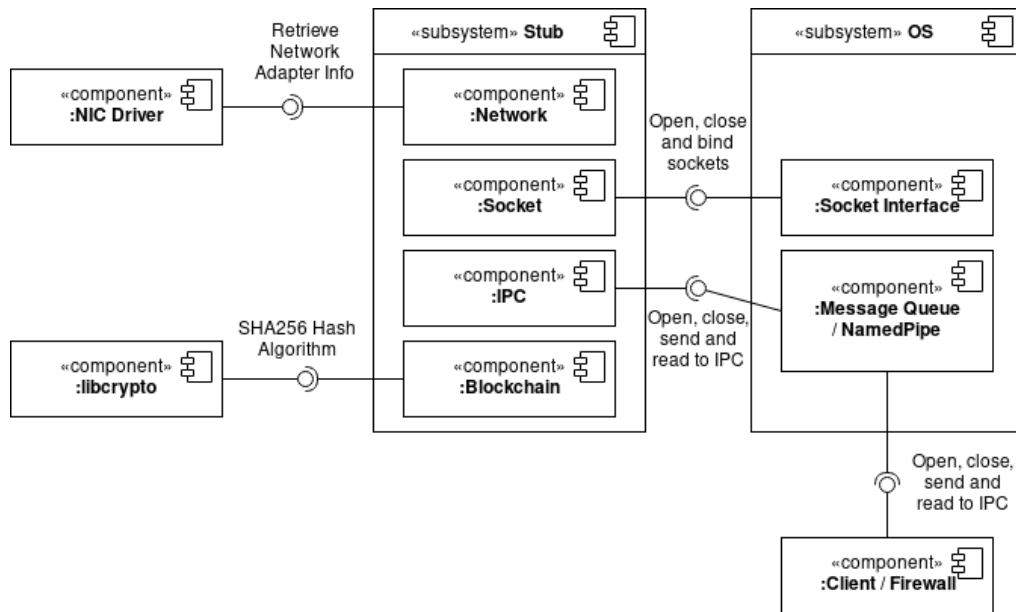 Retrieve
Network
Adapter Info
«subsystem» Stub
«subsystem» OS
«component»
:NIC Driver
«component»
:Network
Open, close
and bind
sockets
«component»
:Socket
«component»
:Socket Interface
«component»
:IPC
«component»
:Message Queue
/ NamedPipe
Open, close,
send and
read to IPC
SHA256 Hash
Algorithm
«component»
:libcrypto
«component»
:Blockchain
Open, close,
send and
read to IPC
«component»
:Client / Firewall